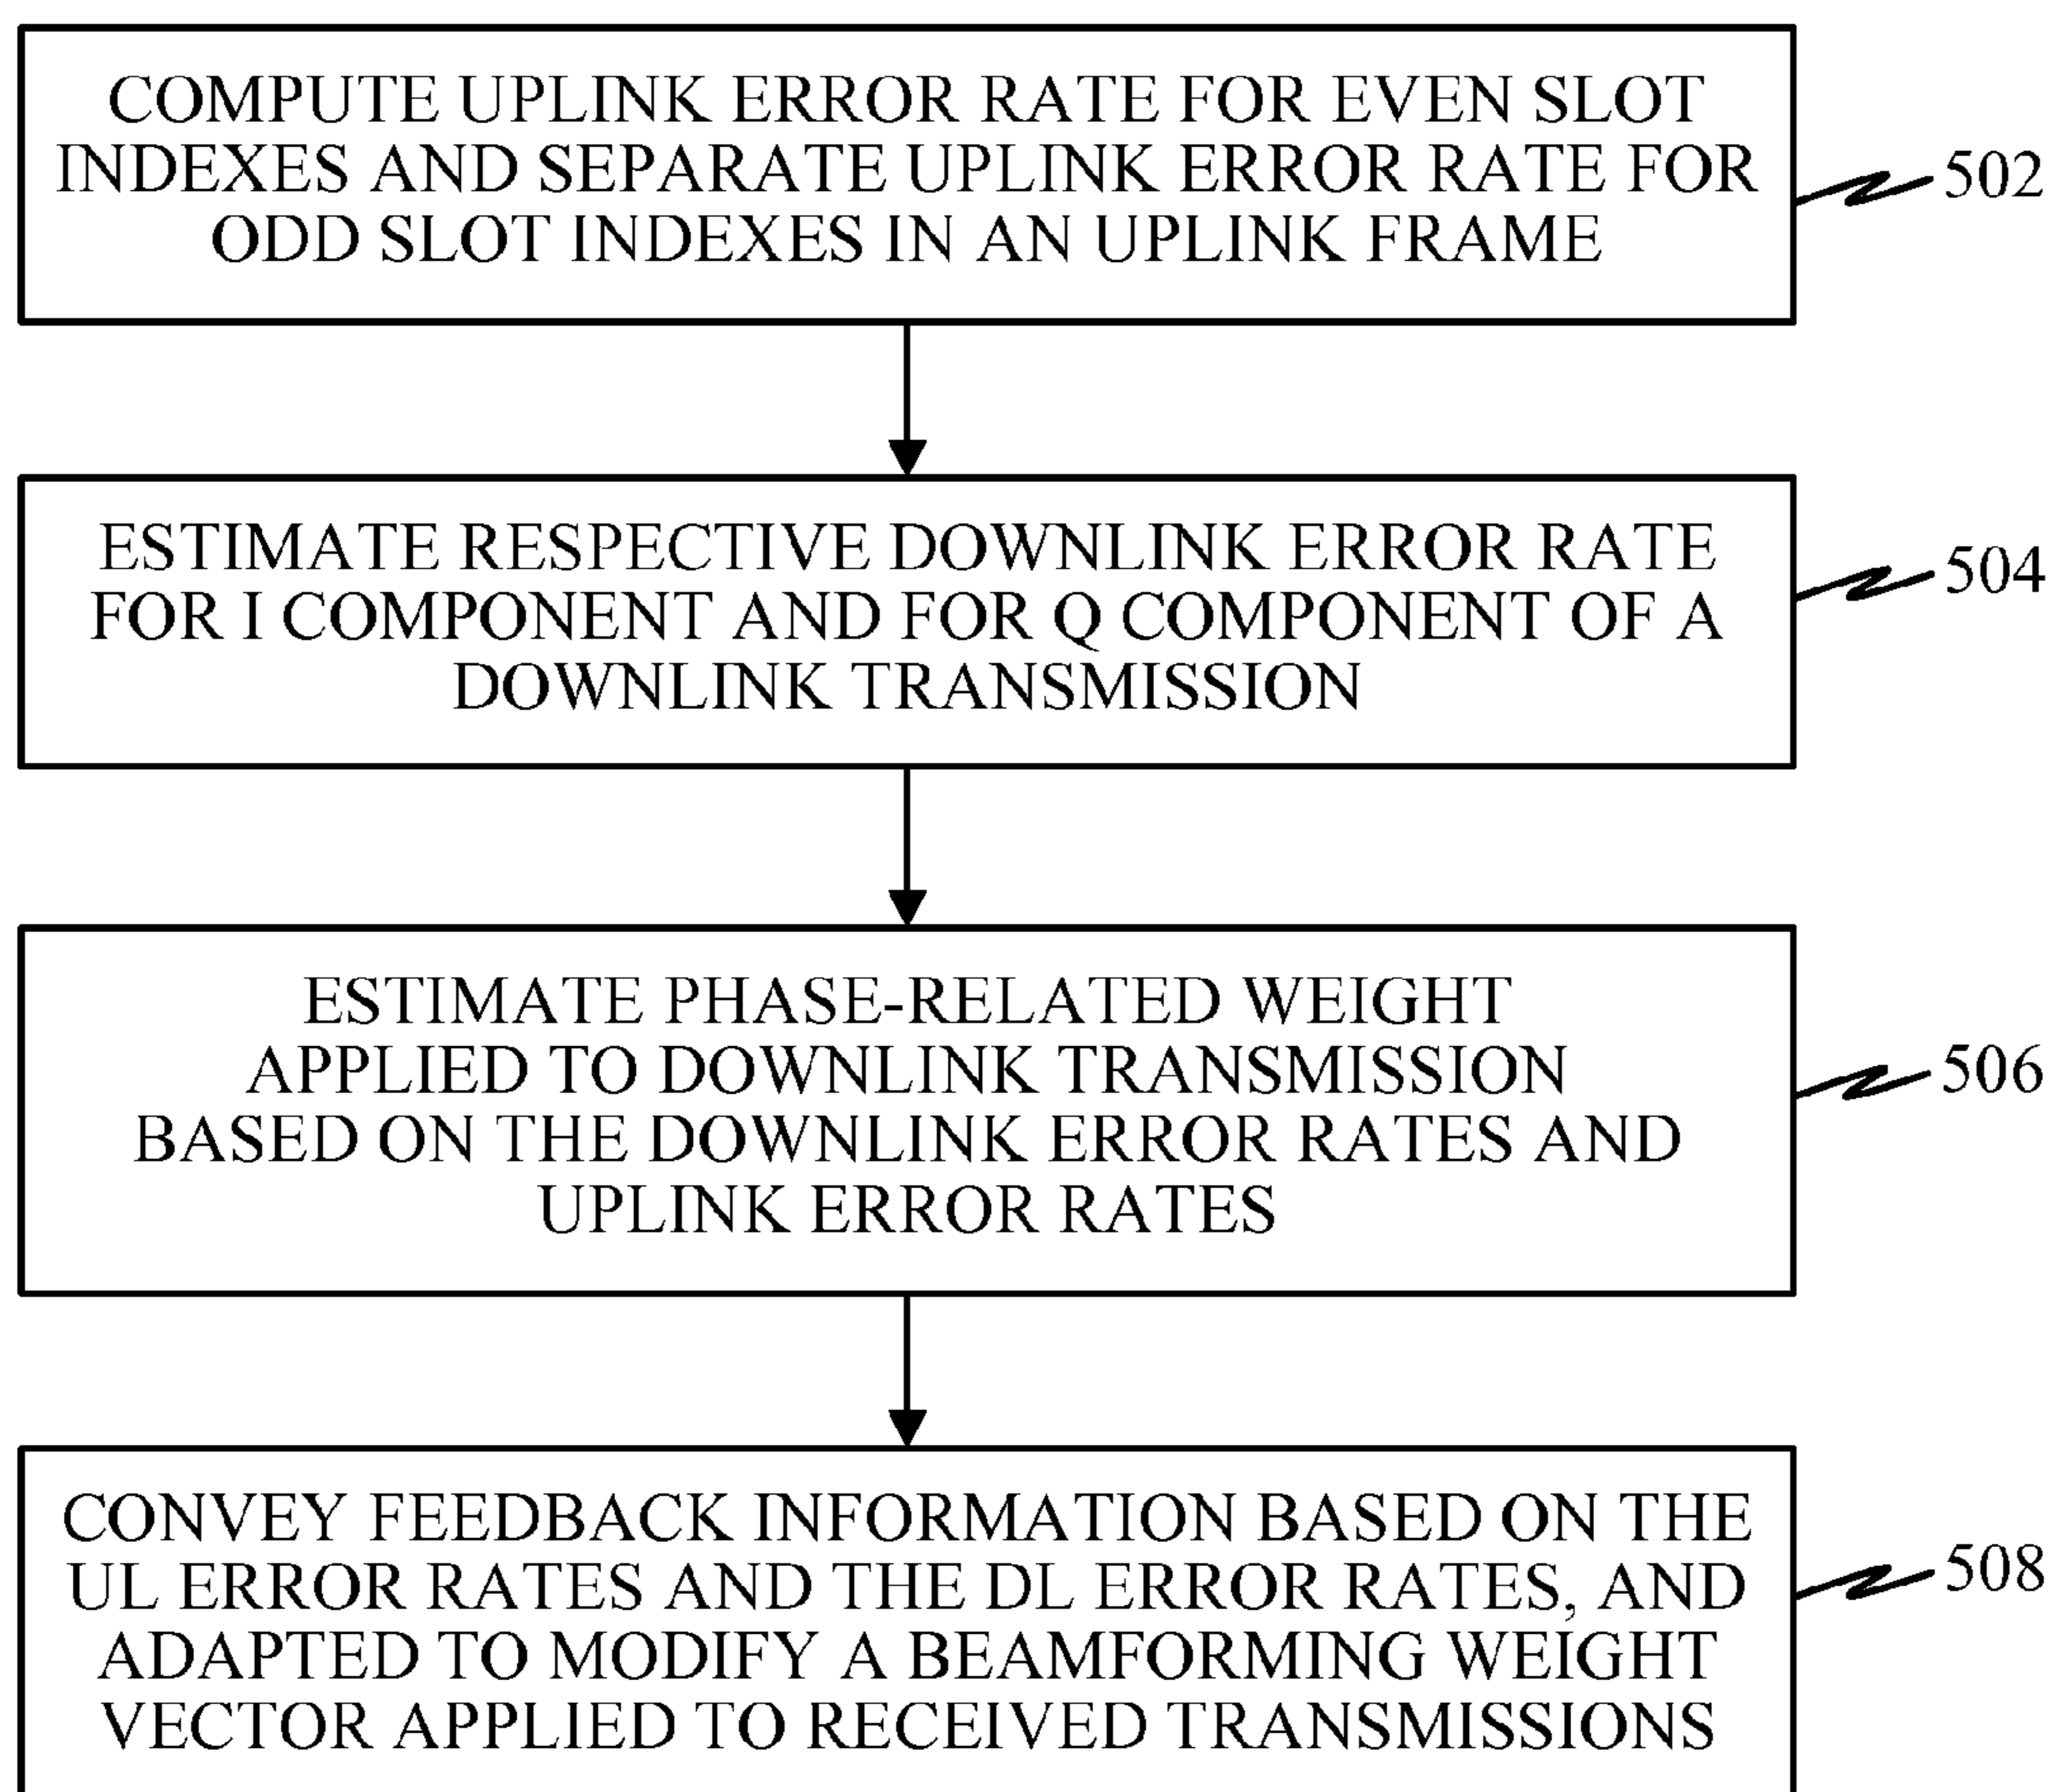 COMPUTE UPLINK ERROR RATE FOR EVEN SLOT
INDEXES AND SEPARATE UPLINK ERROR RATE FOR
ODD SLOT INDEXES IN AN UPLINK FRAME
502
ESTIMATE RESPECTIVE DOWNLINK ERROR RATE
FOR I COMPONENT AND FOR Q COMPONENT OF A
DOWNLINK TRANSMISSION
504
ESTIMATE PHASE-RELATED WEIGHT
APPLIED TO DOWNLINK TRANSMISSION
BASED ON THE DOWNLINK ERROR RATES AND
UPLINK ERROR RATES
506
CONVEY FEEDBACK INFORMATION BASED ON THE
UL ERROR RATES AND THE DL ERROR RATES, AND
ADAPTED TO MODIFY A BEAMFORMING WEIGHT
VECTOR APPLIED TO RECEIVED TRANSMISSIONS
508